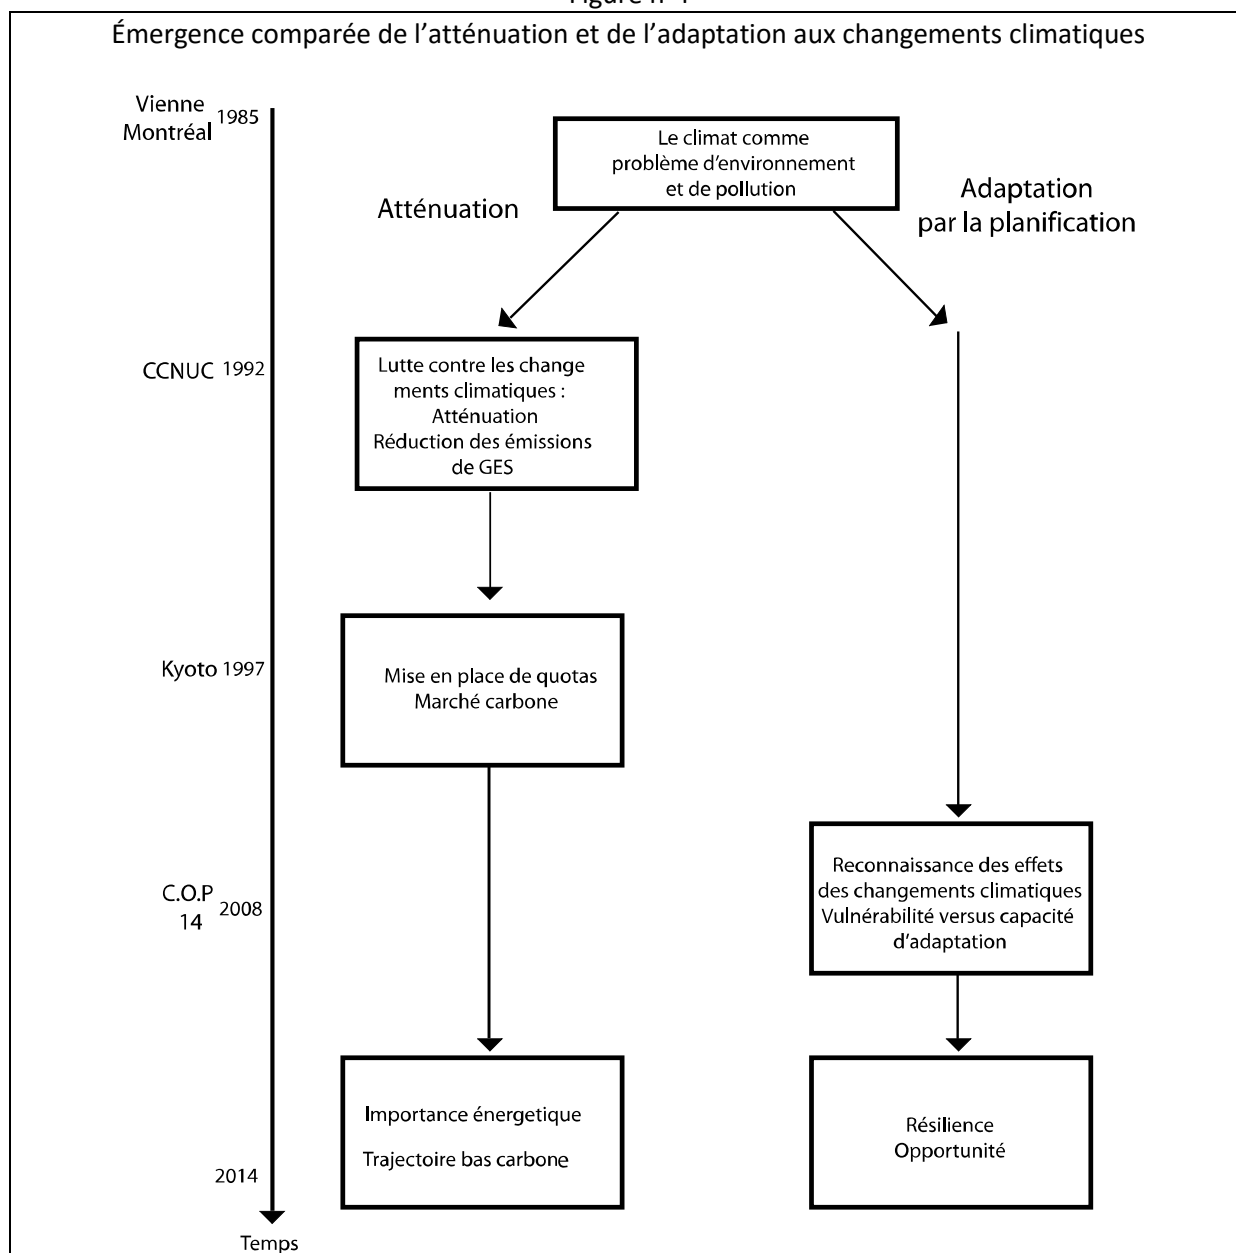 Émergence comparée de l’atténuation et de l’adaptation aux changements climatiques
Vienne
Montréal
1985
Le climat comme
problème d’environnement
et de pollution
Atténuation
Adaptation
par la planification
CCNUC 1992
Lutte contre les change
ments climatiques :
Atténuation
Réduction des émissions
de GES
Kyoto 1997
Mise en place de quotas
Marché carbone
C.O.P
14
2008
Reconnaissance des effets
des changements climatiques
Vulnérabilité versus capacité
d’adaptation
Importance énergetique
Trajectoire bas carbone
Résilience
Opportunité
2014
Temps